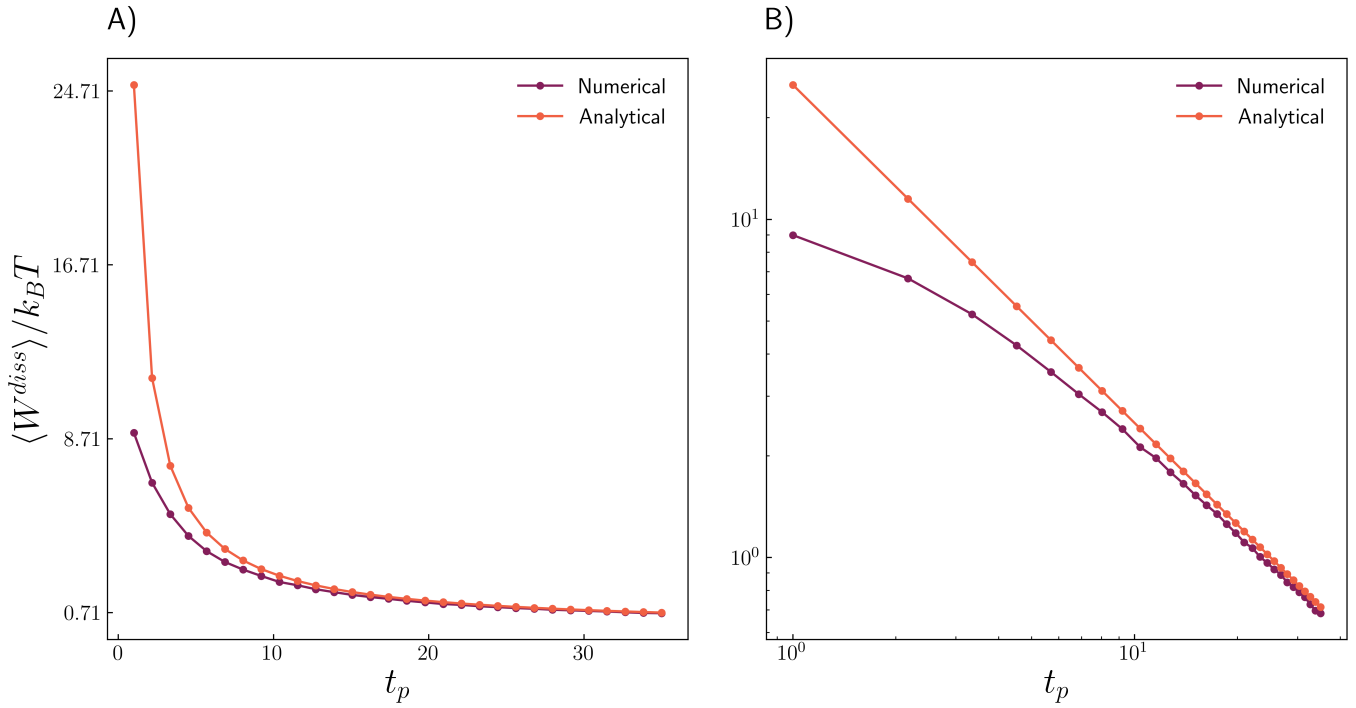 A)
Numerical
Analytical
24.71
16.71
8.71
0.71
⟨W^{diss}⟩/k_BT
0
10
20
30
t_p
B)
Numerical
Analytical
10^1
10^0
10^0
10^1
t_p